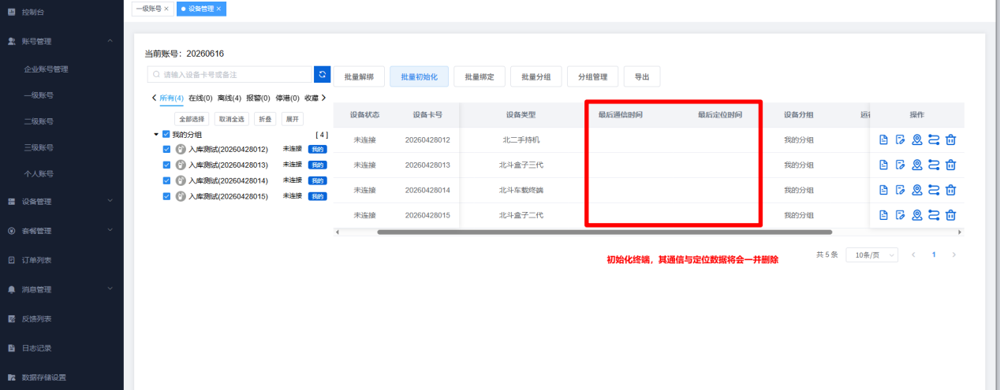 控制台
账号管理
企业账号管理
一级账号
二级账号
三级账号
个人账号
设备管理
套餐管理
订单列表
消息管理
反馈列表
日志记录
数据存储设置
一级账号 ×
设备管理 ×
当前账号：20260616
请输入设备卡号或备注
批量解绑 批量初始化 批量绑定 批量分组 分组管理 导出
所有(4) 在线(0) 离线(4) 报警(0) 停港(0) 收藏
全部选择 取消全选 折叠 展开
我的分组 [ 4 ]
入库测试(20260428012) 未连接 我的
入库测试(20260428013) 未连接 我的
入库测试(20260428014) 未连接 我的
入库测试(20260428015) 未连接 我的
设备状态 设备卡号 设备类型 最后通信时间 最后定位时间 设备分组 操作
未连接 20260428012 北二手持机 我的分组
未连接 20260428013 北斗盒子三代 我的分组
未连接 20260428014 北斗车载终端 我的分组
未连接 20260428015 北斗盒子二代 我的分组
初始化终端，其通信与定位数据将会一并删除
共 5 条 10条/页 1